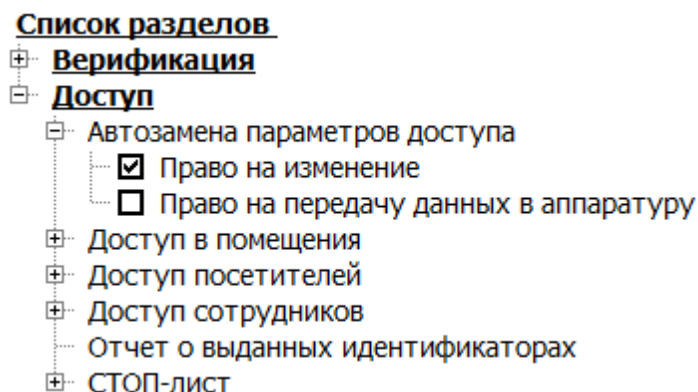 Список разделов
Верификация
Доступ
Автозамена параметров доступа
Право на изменение
Право на передачу данных в аппаратуру
Доступ в помещения
Доступ посетителей
Доступ сотрудников
Отчет о выданных идентификаторах
СТОП-лист